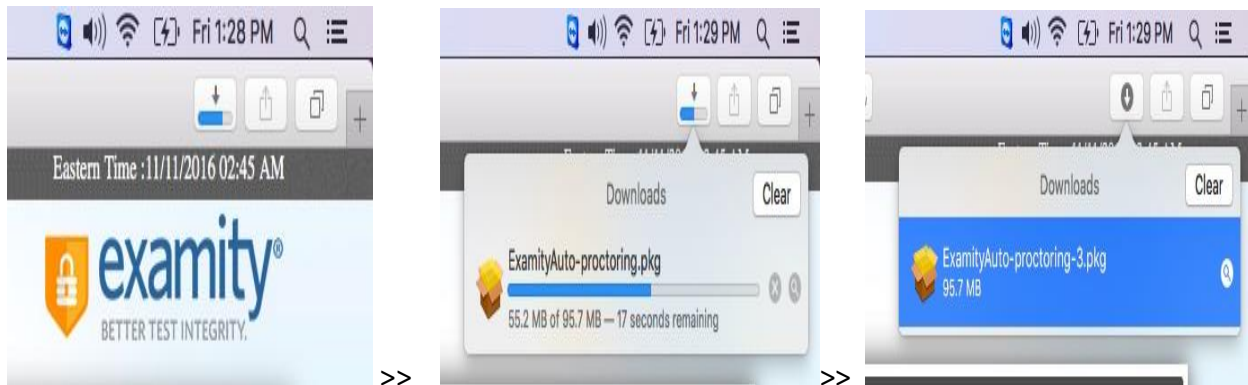 Fri 1:28 PM
Eastern Time :11/11/2016 02:45 AM
examity®
BETTER TEST INTEGRITY.
>>
Fri 1:29 PM
Downloads
Clear
ExamityAuto-proctoring.pkg
55.2 MB of 95.7 MB — 17 seconds remaining
>>
Fri 1:29 PM
Downloads
Clear
ExamityAuto-proctoring-3.pkg
95.7 MB